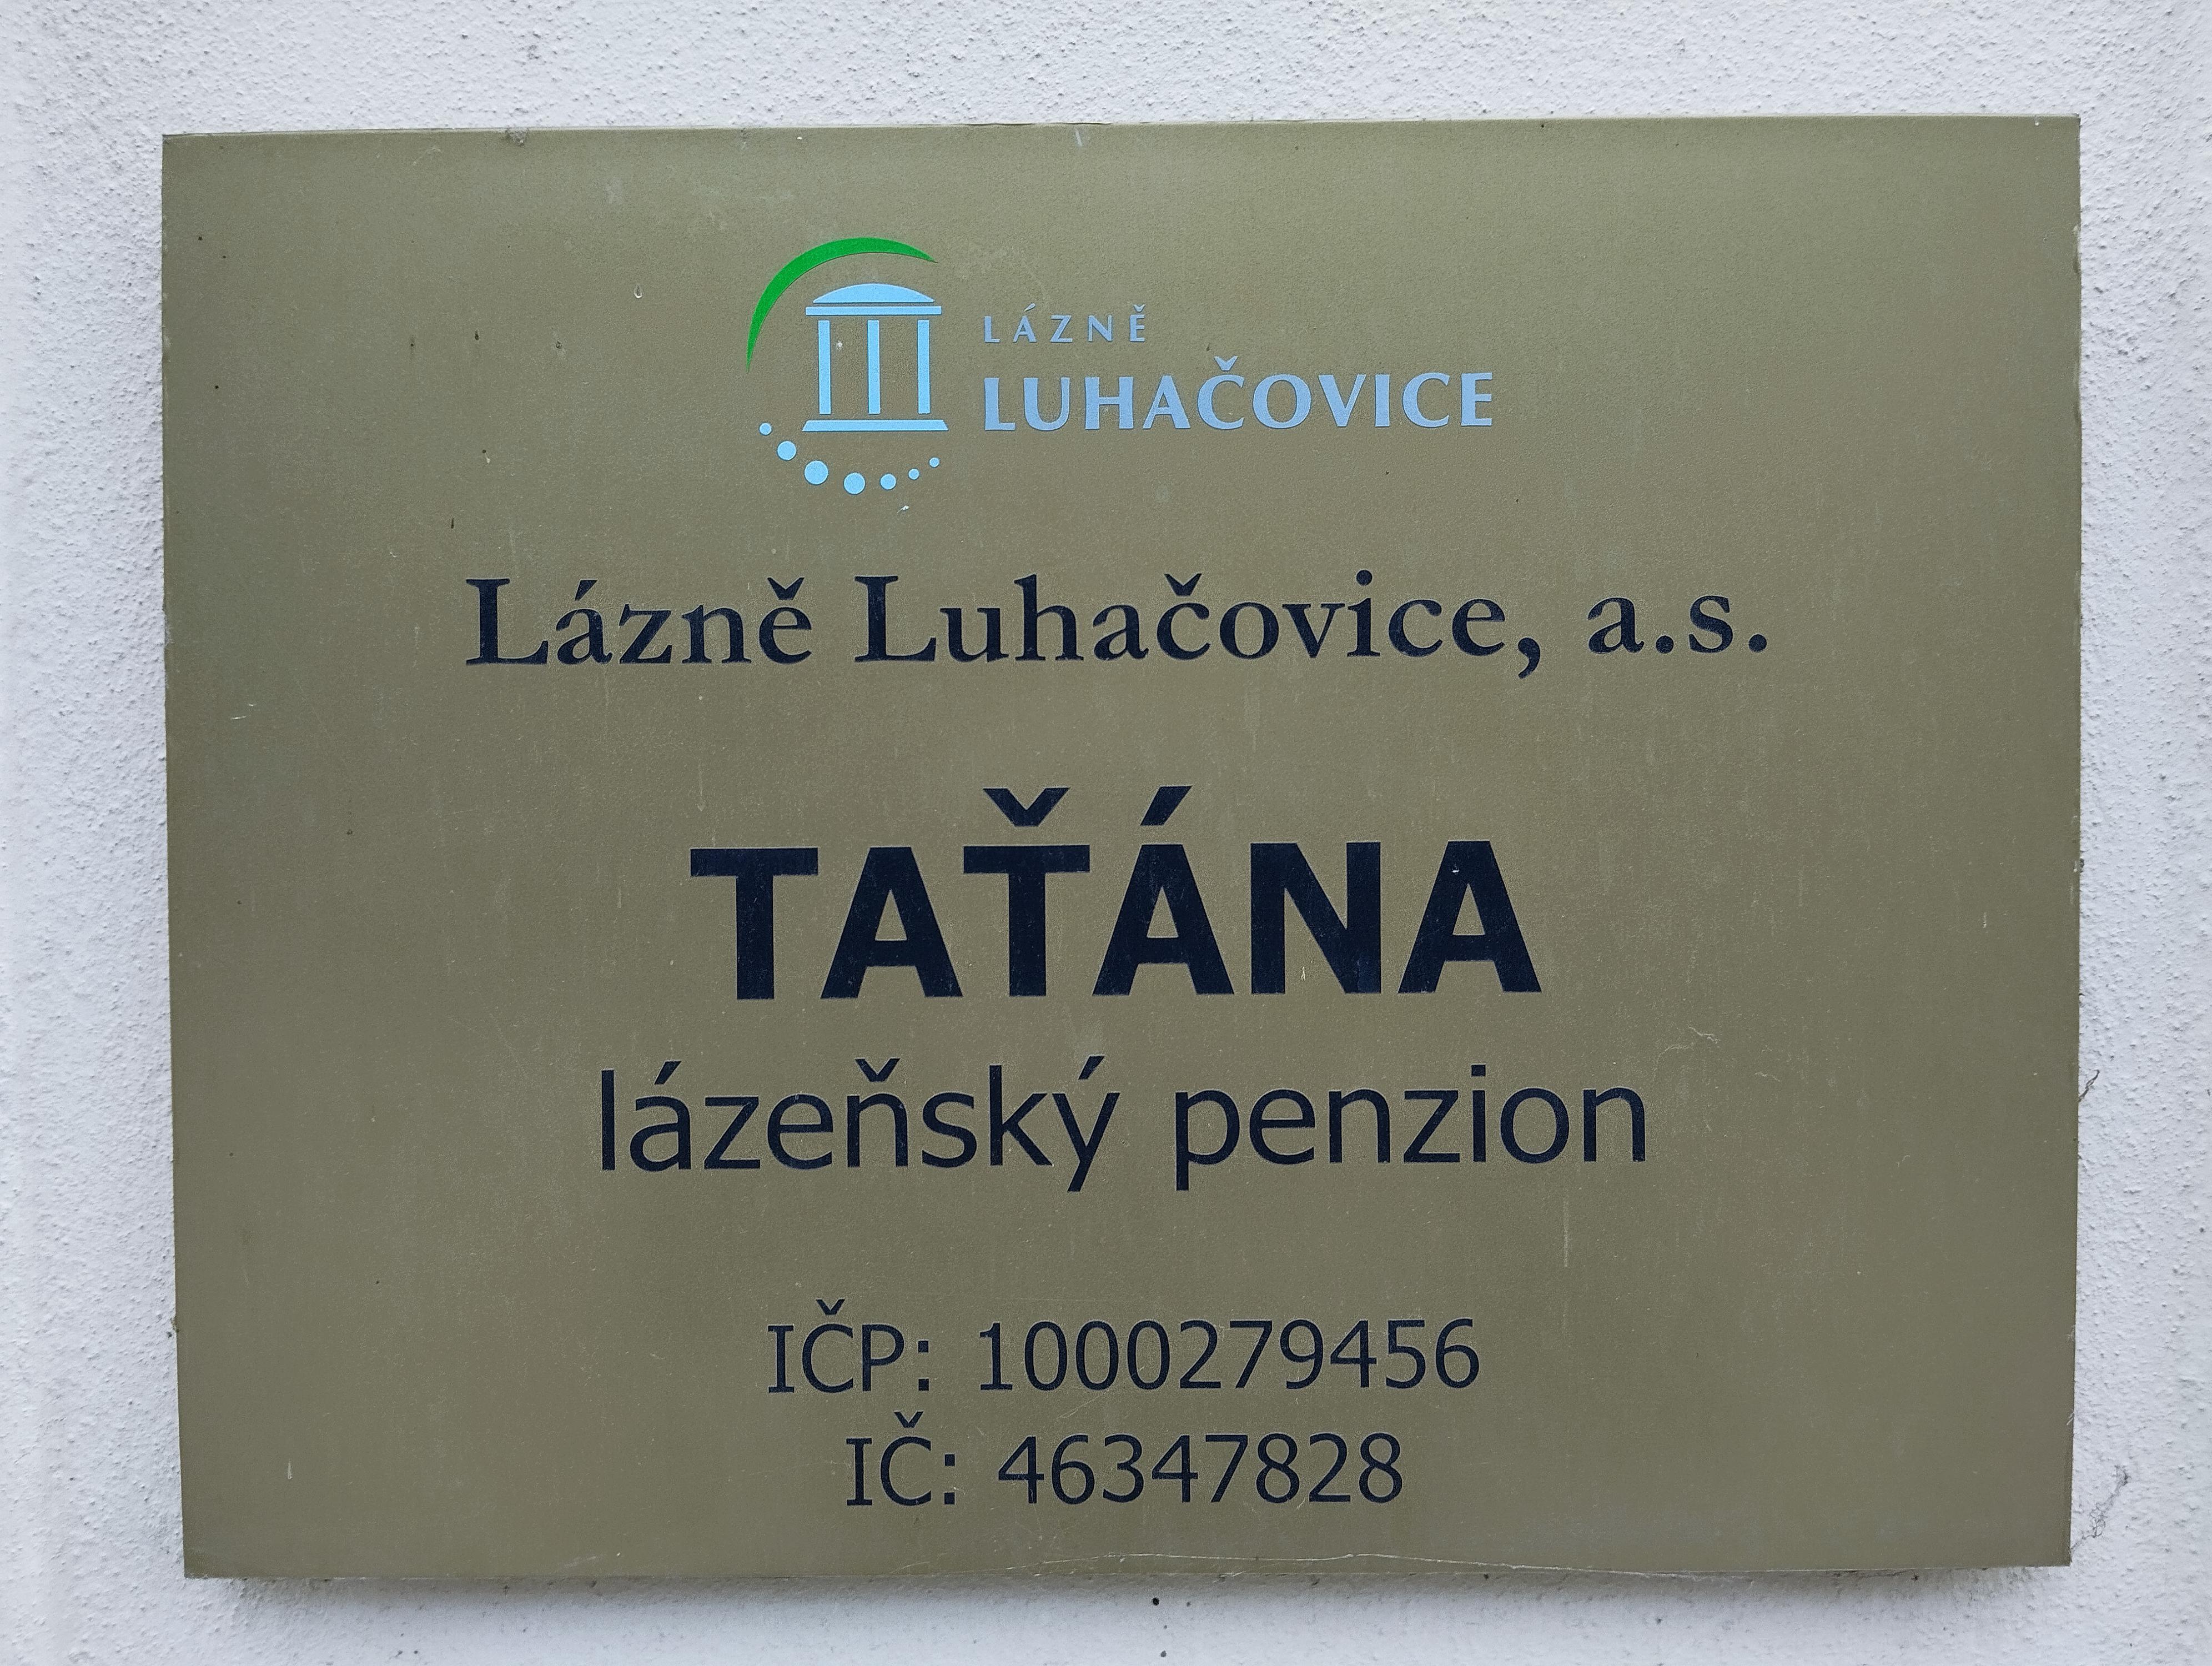 LÁZNĚ
LUHAČOVICE
Lázně Luhačovice, a.s.
TAŤÁNA
lázeňský penzion
IČP: 1000279456
IČ: 46347828